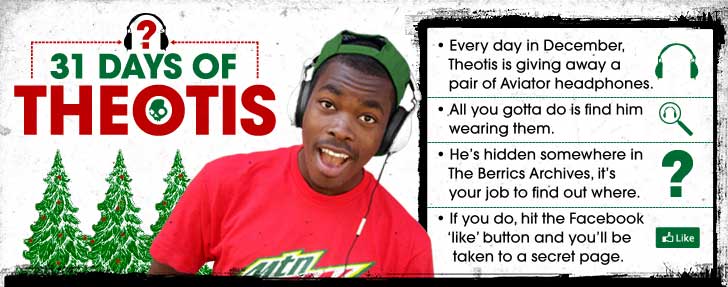 ?
31 DAYS OF
THEOTIS
mtn
• Every day in December,
Theotis is giving away a
pair of Aviator headphones.
• All you gotta do is find him
wearing them.
• He's hidden somewhere in
The Berrics Archives, it's
your job to find out where.
?
• If you do, hit the Facebook
'like' button and you'll be
taken to a secret page.
Like